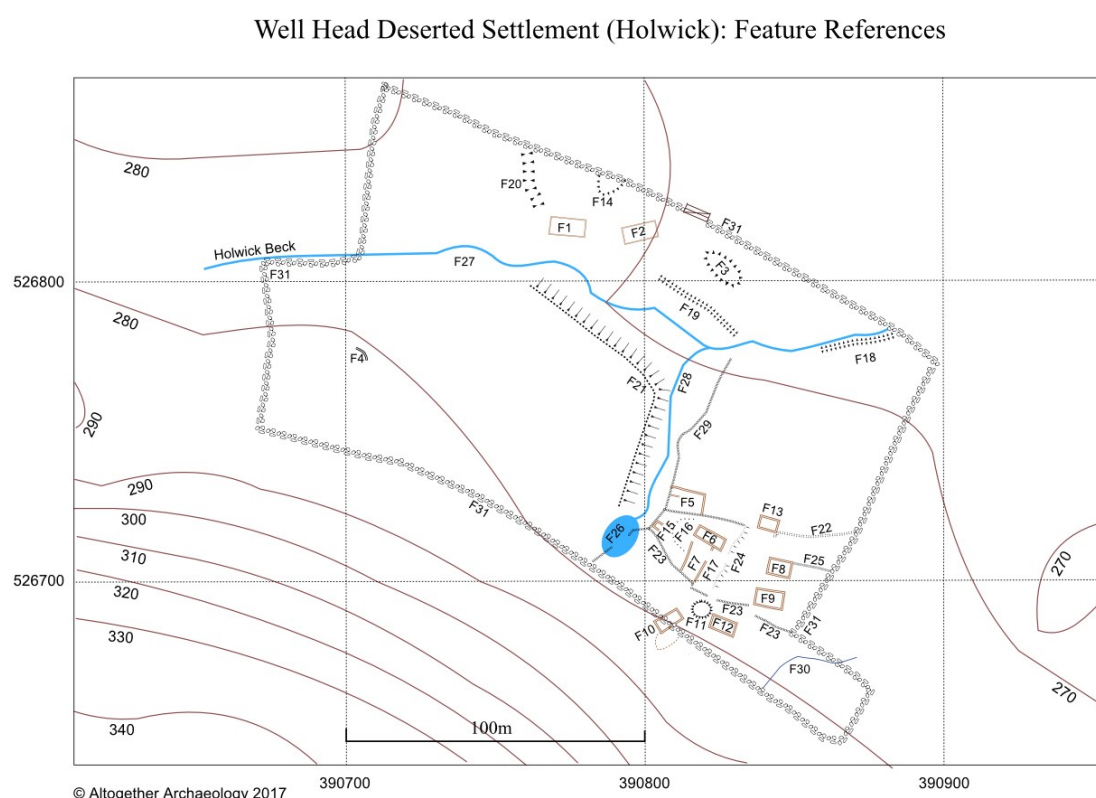 Well Head Deserted Settlement (Holwick): Feature References
280
F20
F14
F1
F2
F31
Holwick Beck
F27
F3
F31
526800
280
F19
F18
F4
F21
F28
290
F29
290
F31
F5
300
F13
F26
F15
F16
F6
F22
310
F23
F24
F7
F17
F8
F25
270
526700
320
F9
F23
F11
F12
F10
F23
F31
330
F30
270
340
100m
390700
390800
390900
© Altogether Archaeology 2017